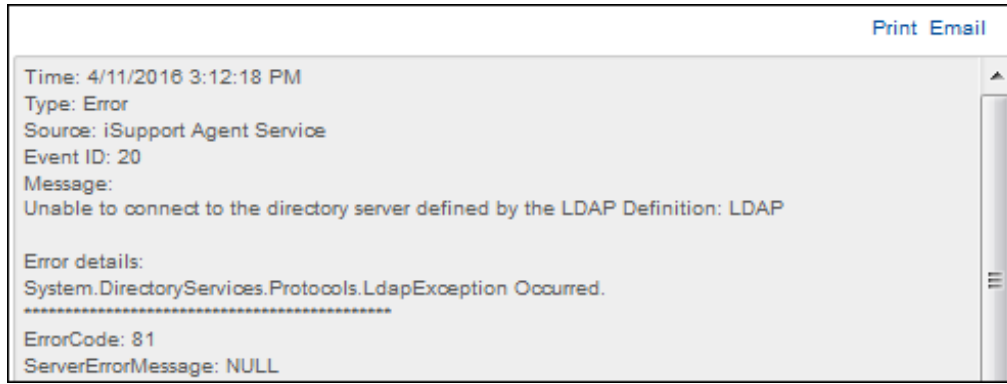 Print Email
Time: 4/11/2016 3:12:18 PM
Type: Error
Source: iSupport Agent Service
Event ID: 20
Message:
Unable to connect to the directory server defined by the LDAP Definition: LDAP
Error details:
System.DirectoryServices.Protocols.LdapException Occurred.
**********************************************
ErrorCode: 81
ServerErrorMessage: NULL